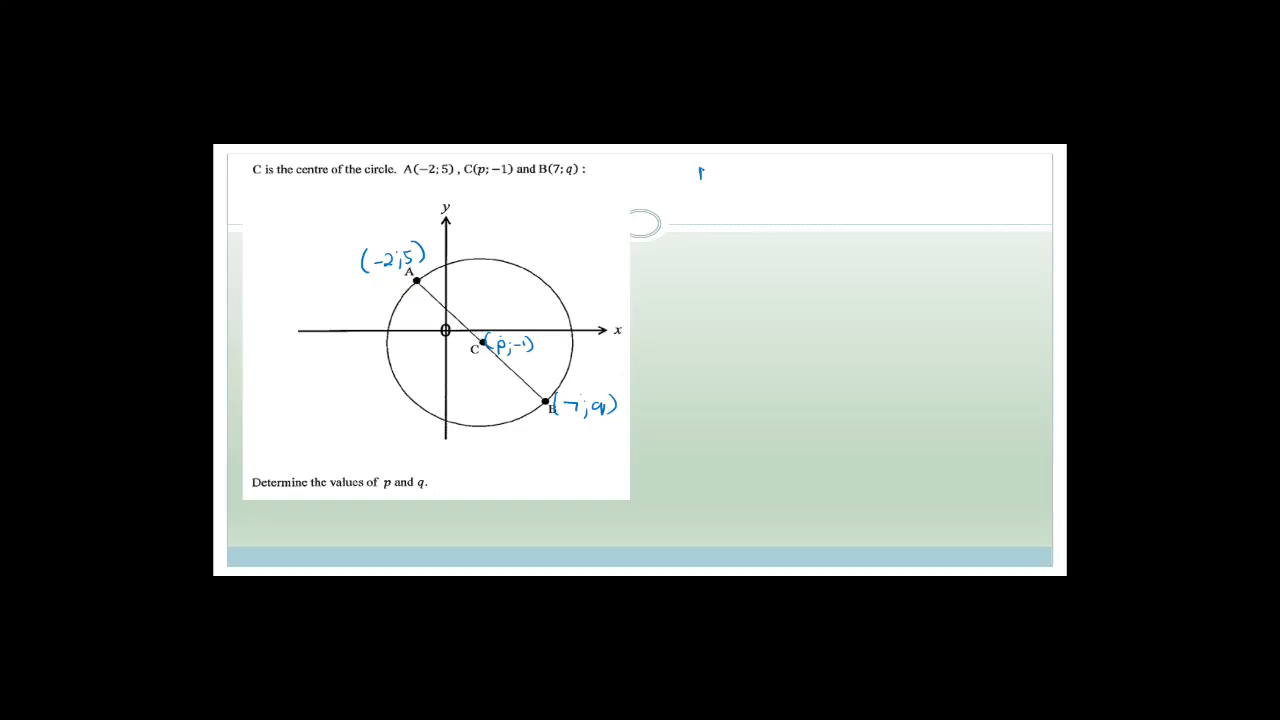 C is the centre of the circle. A(−2; 5) , C(p; −1) and B(7; q) :
y
(-2;5)
A
0
x
C (p;-1)
B (7;q)
Determine the values of p and q.